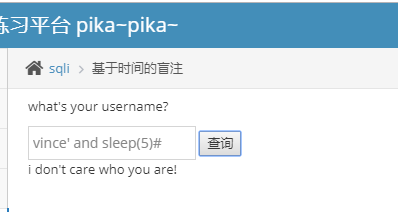 练习平台 pika~pika~
sqli > 基于时间的盲注
what's your username?
vince' and sleep(5)# 查询
i don't care who you are!